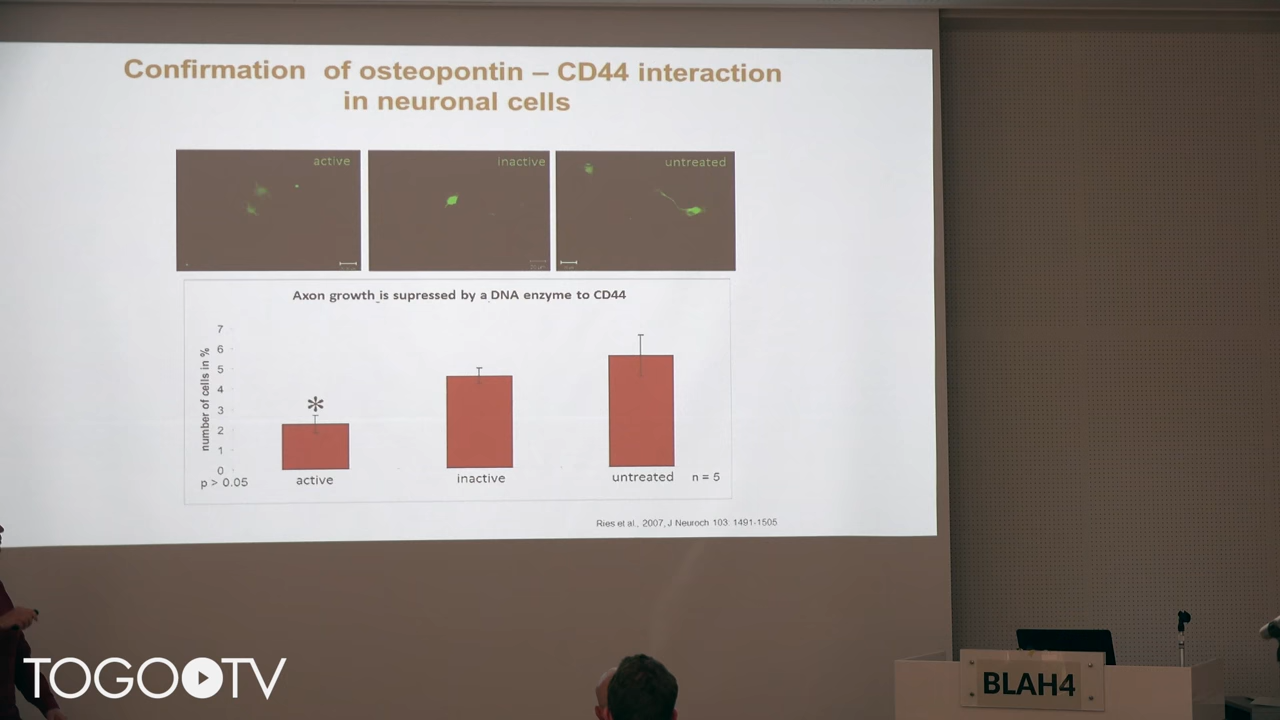 Confirmation of osteopontin – CD44 interaction
in neuronal cells
active
inactive
untreated
Axon growth is supressed by a DNA enzyme to CD44
number of cells in %
7
6
5
4
3
2
1
0
*
p > 0.05
active
inactive
untreated
n = 5
Ries et al., 2007, J Neuroch 103: 1491-1505
TOGOTV
BLAH4